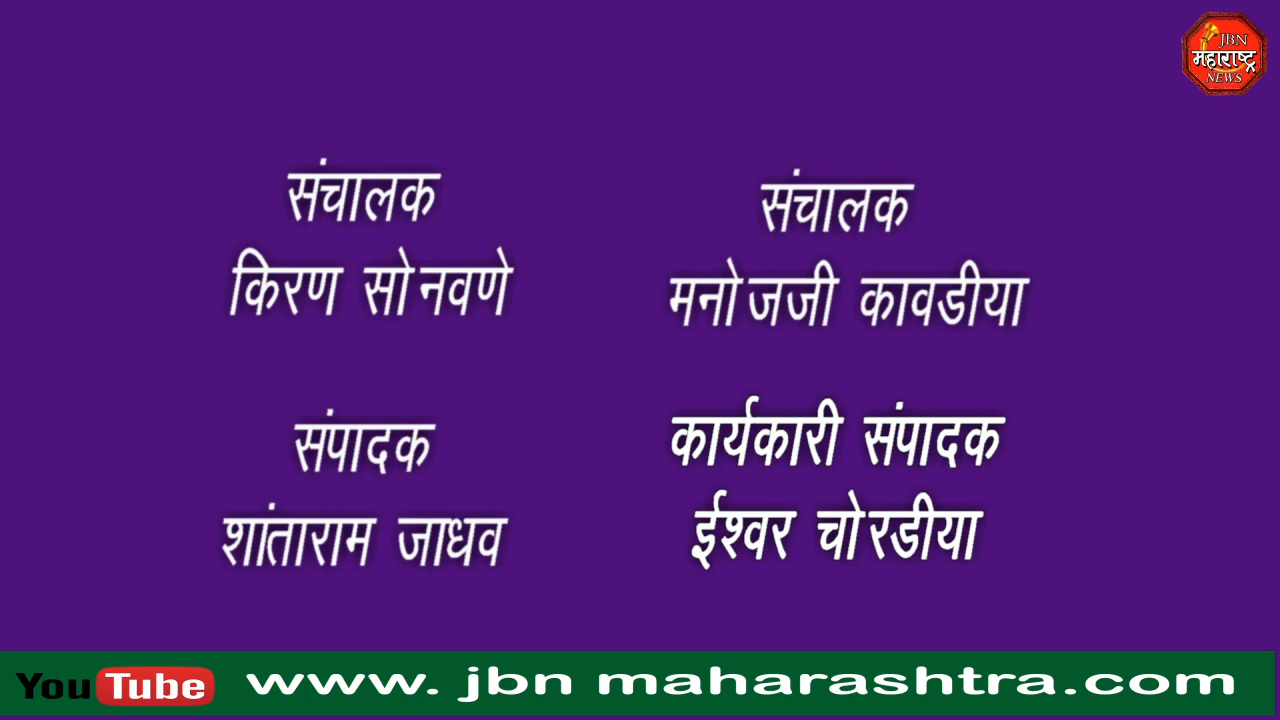 JBN
महाराष्ट्र
NEWS
संचालक
किरण सोनवणे
संचालक
मनोजजी कावडीया
संपादक
शांताराम जाधव
कार्यकारी संपादक
ईश्वर चोरडीया
YouTube www. jbn maharashtra.com